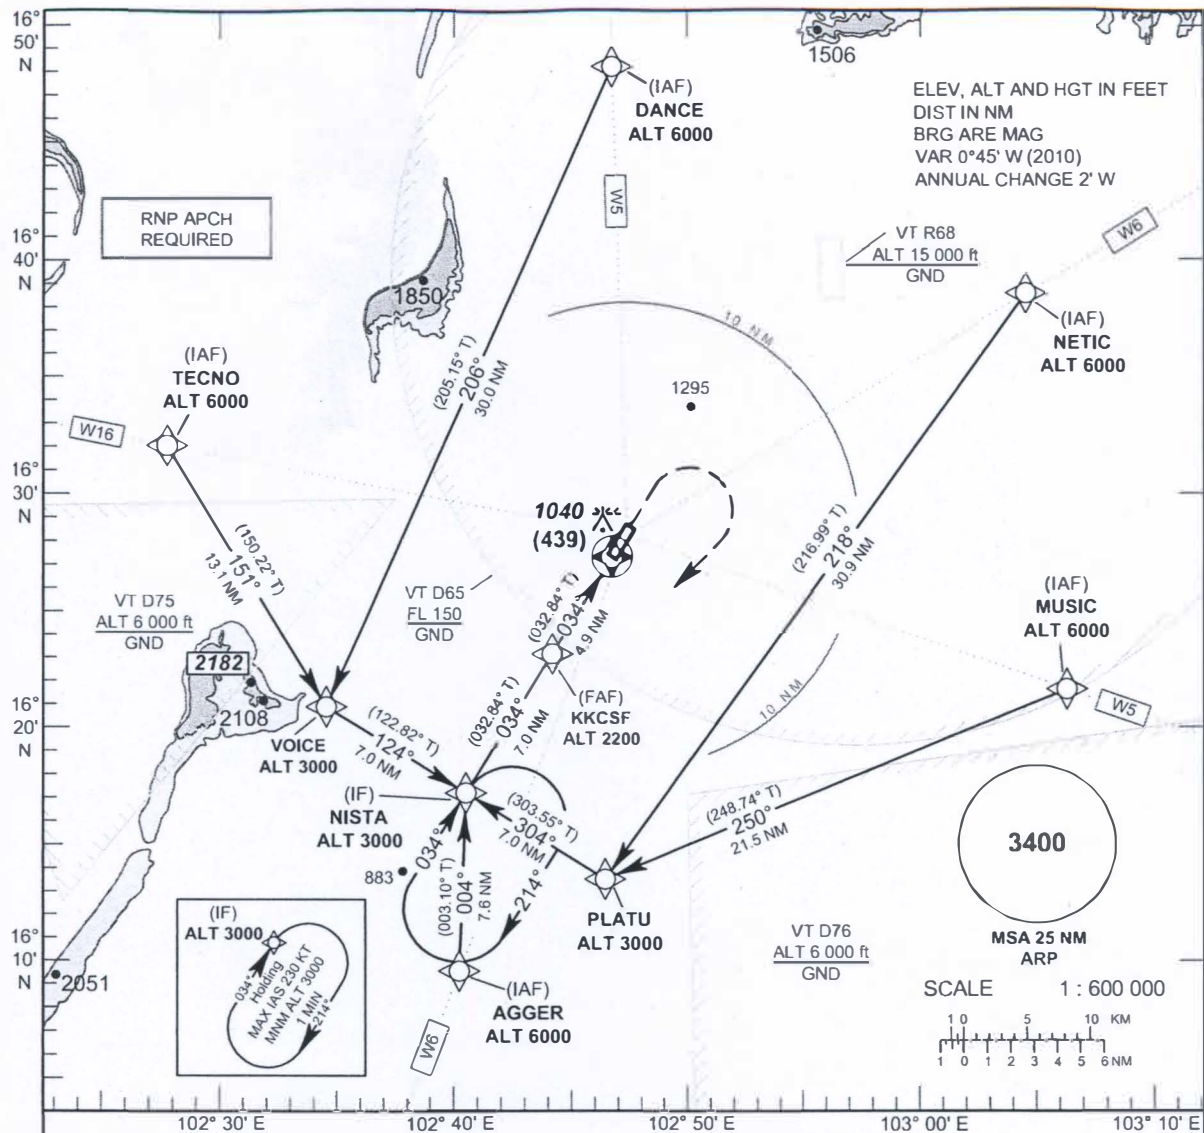 16°
50'
N
1506
(IAF)
DANCE
ALT 6000
ELEV, ALT AND HGT IN FEET
DIST IN NM
BRG ARE MAG
VAR 0°45' W (2010)
ANNUAL CHANGE 2' W
RNP APCH
REQUIRED
W5
W6
VT R68
ALT 15 000 ft
GND
16°
40'
N
1850
(IAF)
NETIC
ALT 6000
10 NM
(IAF)
TECNO
ALT 6000
(205.15° T)
206°
30.0 NM
1295
W16
16°
30'
N
1040
(439)
(216.99° T)
218°
30.9 NM
(150.22° T)
151°
13.1 NM
VT D75
ALT 6 000 ft
GND
VT D65
FL 150
GND
(032.84° T)
034°
4.9 NM
(IAF)
MUSIC
ALT 6000
2182
2108
16°
20'
N
(FAF)
KKCSF
ALT 2200
10 NM
W5
VOICE
ALT 3000
(122.82° T)
124°
7.0 NM
(032.84° T)
034°
7.0 NM
(IF)
NISTA
ALT 3000
(303.55° T)
304°
7.0 NM
(248.74° T)
250°
21.5 NM
3400
MSA 25 NM
ARP
883
034°
(003.10° T)
004°
7.6 NM
214°
PLATU
ALT 3000
(IF)
ALT 3000
034°
Holding
MAX IAS 230 KT
MNM ALT 3000
1 MIN
214°
16°
10'
N
2051
VT D76
ALT 6 000 ft
GND
(IAF)
AGGER
ALT 6000
W6
SCALE 1 : 600 000
1 0 5 10 KM
1 0 1 2 3 4 5 6 NM
102° 30' E 102° 40' E 102° 50' E 103° 00' E 103° 10' E